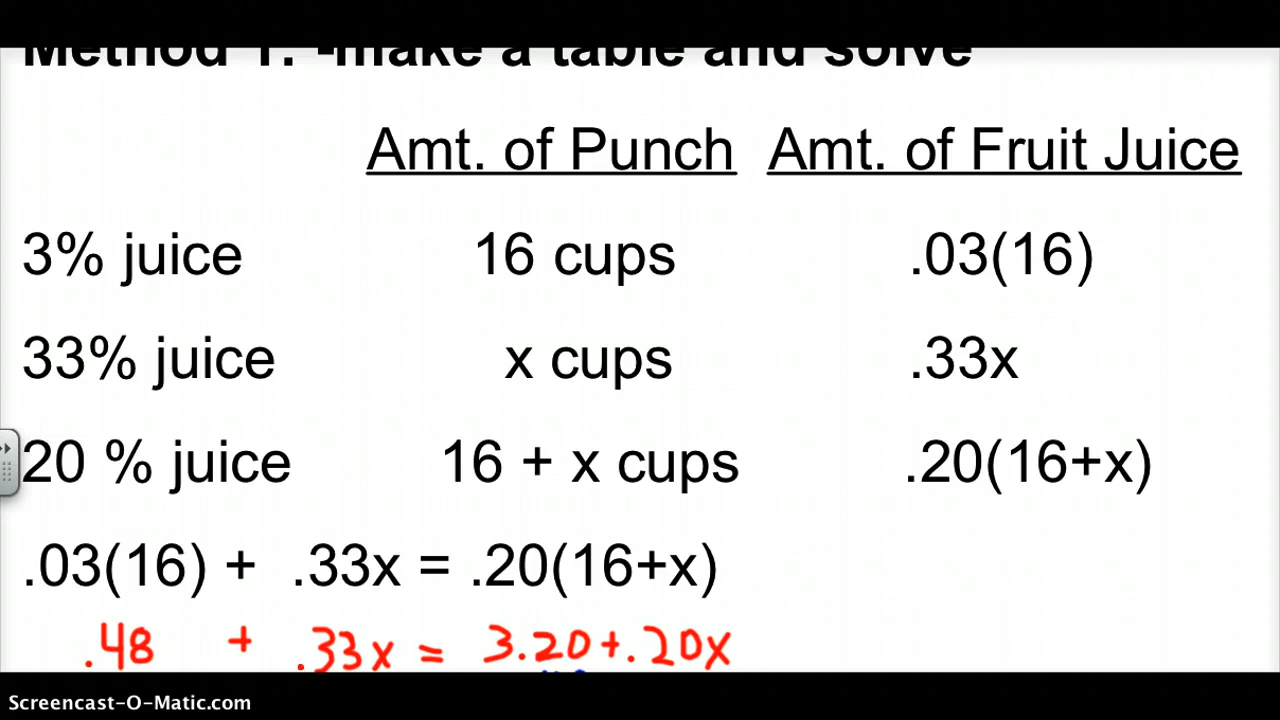 Method 1: -make a table and solve
Amt. of Punch Amt. of Fruit Juice
3% juice 16 cups .03(16)
33% juice x cups .33x
20 % juice 16 + x cups .20(16+x)
.03(16) + .33x = .20(16+x)
.48 + .33x = 3.20+.20x
Screencast-O-Matic.com